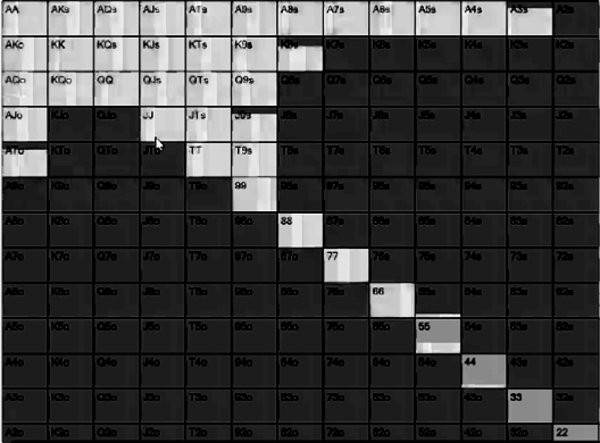 AA AKs AQs AJs ATs A9s A8s A7s A6s A5s A4s A3s A2s
AKo KK KQs KJs KTs K9s K8s K7s K6s K5s K4s K3s K2s
AQo KQo QQ QJs QTs Q9s Q8s Q7s Q6s Q5s Q4s Q3s Q2s
AJo KJo QJo JJ JTs J9s J8s J7s J6s J5s J4s J3s J2s
ATo KTo QTo JTo TT T9s T8s T7s T6s T5s T4s T3s T2s
A9o K9o Q9o J9o T9o 99 98s 97s 96s 95s 94s 93s 92s
A8o K8o Q8o J8o T8o 98o 88 87s 86s 85s 84s 83s 82s
A7o K7o Q7o J7o T7o 97o 87o 77 76s 75s 74s 73s 72s
A6o K6o Q6o J6o T6o 96o 86o 76o 66 65s 64s 63s 62s
A5o K5o Q5o J5o T5o 95o 85o 75o 65o 55 54s 53s 52s
A4o K4o Q4o J4o T4o 94o 84o 74o 64o 54o 44 43s 42s
A3o K3o Q3o J3o T3o 93o 83o 73o 63o 53o 43o 33 32s
A2o K2o Q2o J2o T2o 92o 82o 72o 62o 52o 42o 32o 22